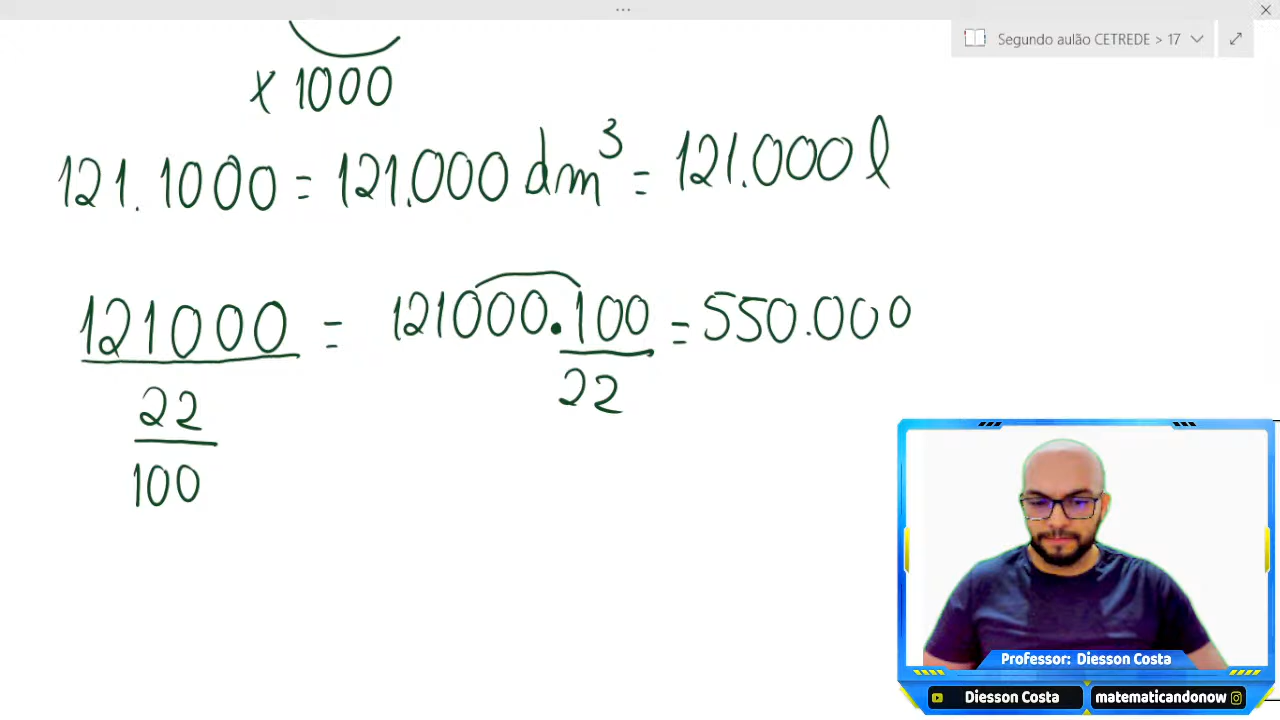 ...
Segundo aulão CETREDE > 17
x 1000
121.1000 = 121.000 dm³ = 121.000 l
121000 = 121000.100 = 550.000
22 22
100
Professor: Diesson Costa
Diesson Costa matematicandonow